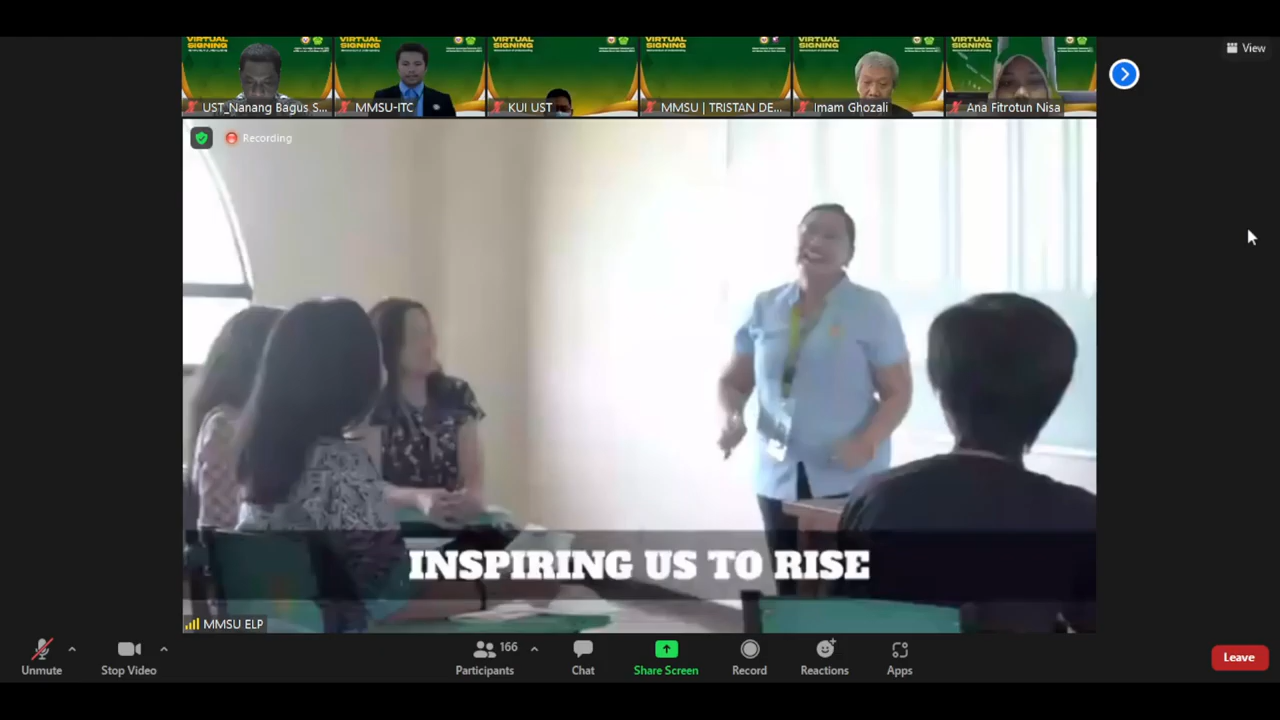 VIRTUAL
SIGNING
VIRTUAL
SIGNING
VIRTUAL
SIGNING
VIRTUAL
SIGNING
VIRTUAL
SIGNING
VIRTUAL
SIGNING
View
UST_Nanang Bagus S...
MMSU-ITC
KUI UST
MMSU | TRISTAN DE...
Imam Ghozali
Ana Fitrotun Nisa
Recording
INSPIRING US TO RISE
MMSU ELP
Unmute
Stop Video
Participants
166
Chat
Share Screen
Record
Reactions
Apps
Leave